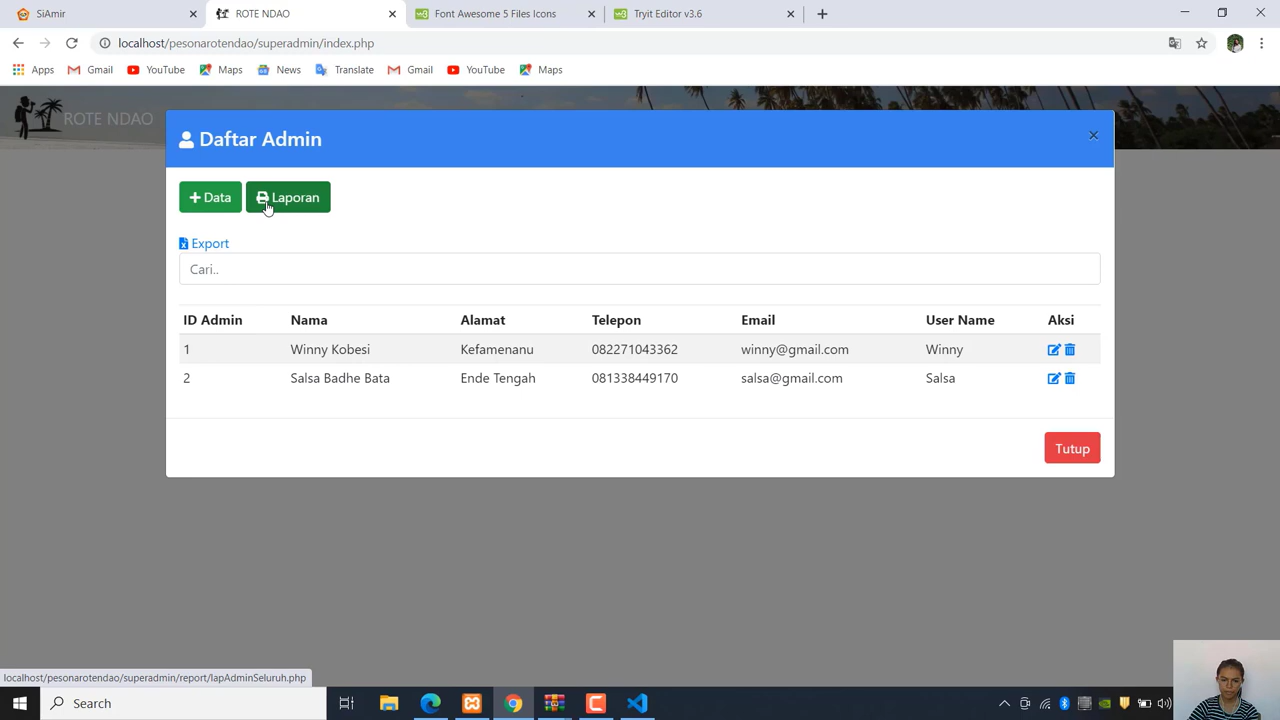 SiAmir
ROTE NDAO
Font Awesome 5 Files Icons
Tryit Editor v3.6
localhost/pesonarotendao/superadmin/index.php
Apps
Gmail
YouTube
Maps
News
Translate
Gmail
YouTube
Maps
ROTE NDAO
Daftar Admin
×
+ Data
Laporan
Export
Cari..
ID Admin Nama Alamat Telepon Email User Name Aksi
1 Winny Kobesi Kefamenanu 082271043362 winny@gmail.com Winny
2 Salsa Badhe Bata Ende Tengah 081338449170 salsa@gmail.com Salsa
Tutup
localhost/pesonarotendao/superadmin/report/lapAdminSeluruh.php
Search